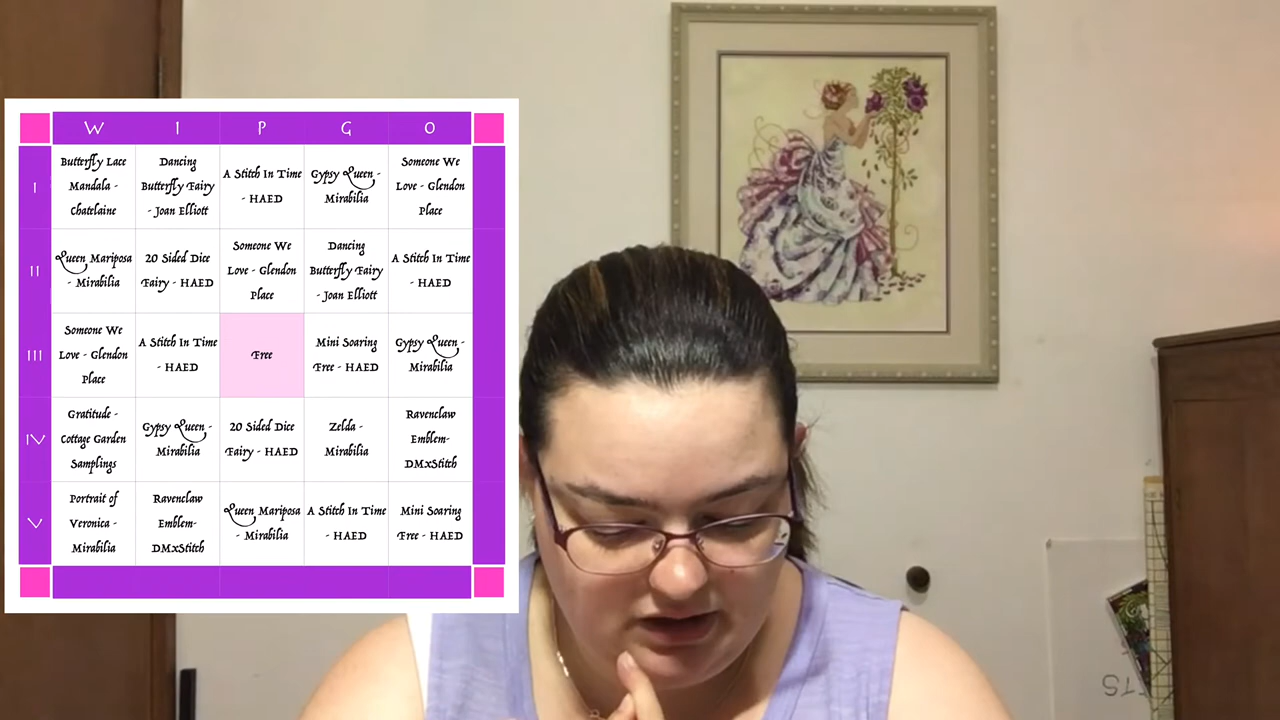 W I P G O
I
Butterfly Lace
Mandala -
Chatelaine
Dancing
Butterfly Fairy
- Joan Elliott
A Stitch In Time
- HAED
Gypsy Queen -
Mirabilia
Someone We
Love - Glendon
Place
II
Queen Mariposa
- Mirabilia
20 Sided Dice
Fairy - HAED
Someone We
Love - Glendon
Place
Dancing
Butterfly Fairy
- Joan Elliott
A Stitch In Time
- HAED
III
Someone We
Love - Glendon
Place
A Stitch In Time
- HAED
Free
Mini Soaring
Free - HAED
Gypsy Queen -
Mirabilia
IV
Gratitude -
Cottage Garden
Samplings
Gypsy Queen -
Mirabilia
20 Sided Dice
Fairy - HAED
Zelda -
Mirabilia
Ravenclaw
Emblem-
DMxStitch
V
Portrait of
Veronica -
Mirabilia
Ravenclaw
Emblem-
DMxStitch
Queen Mariposa
- Mirabilia
A Stitch In Time
- HAED
Mini Soaring
Free - HAED